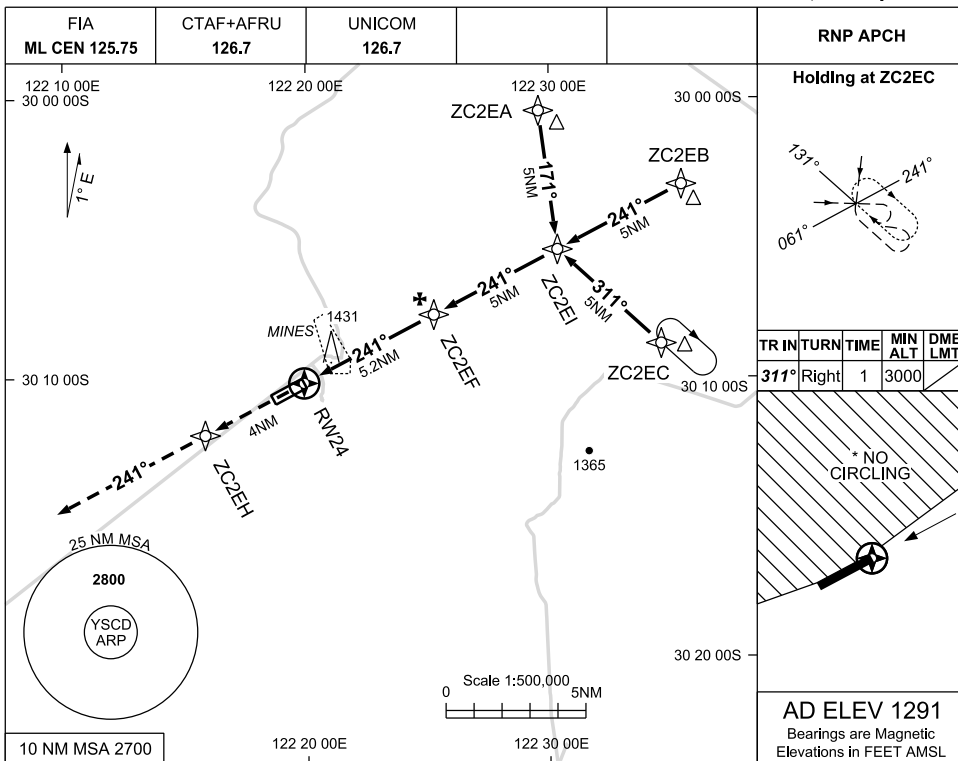 FIA
ML CEN 125.75
CTAF+AFRU
126.7
UNICOM
126.7
RNP APCH
122 10 00E
122 20 00E
122 30 00E
30 00 00S
30 00 00S
1° E
ZC2EA
ZC2EB
171°
5NM
241°
5NM
ZC2EI
241°
5NM
311°
5NM
ZC2EC
ZC2EF
MINES
1431
241°
5.2NM
30 10 00S
30 10 00S
RW24
4NM
ZC2EH
241°
1365
25 NM MSA
2800
YSCD
ARP
30 20 00S
Scale 1:500,000
0
5NM
10 NM MSA 2700
122 20 00E
122 30 00E
Holding at ZC2EC
131°
241°
061°
TR IN
TURN
TIME
MIN
ALT
DME
LMT
311°
Right
1
3000
* NO
CIRCLING
AD ELEV 1291
Bearings are Magnetic
Elevations in FEET AMSL